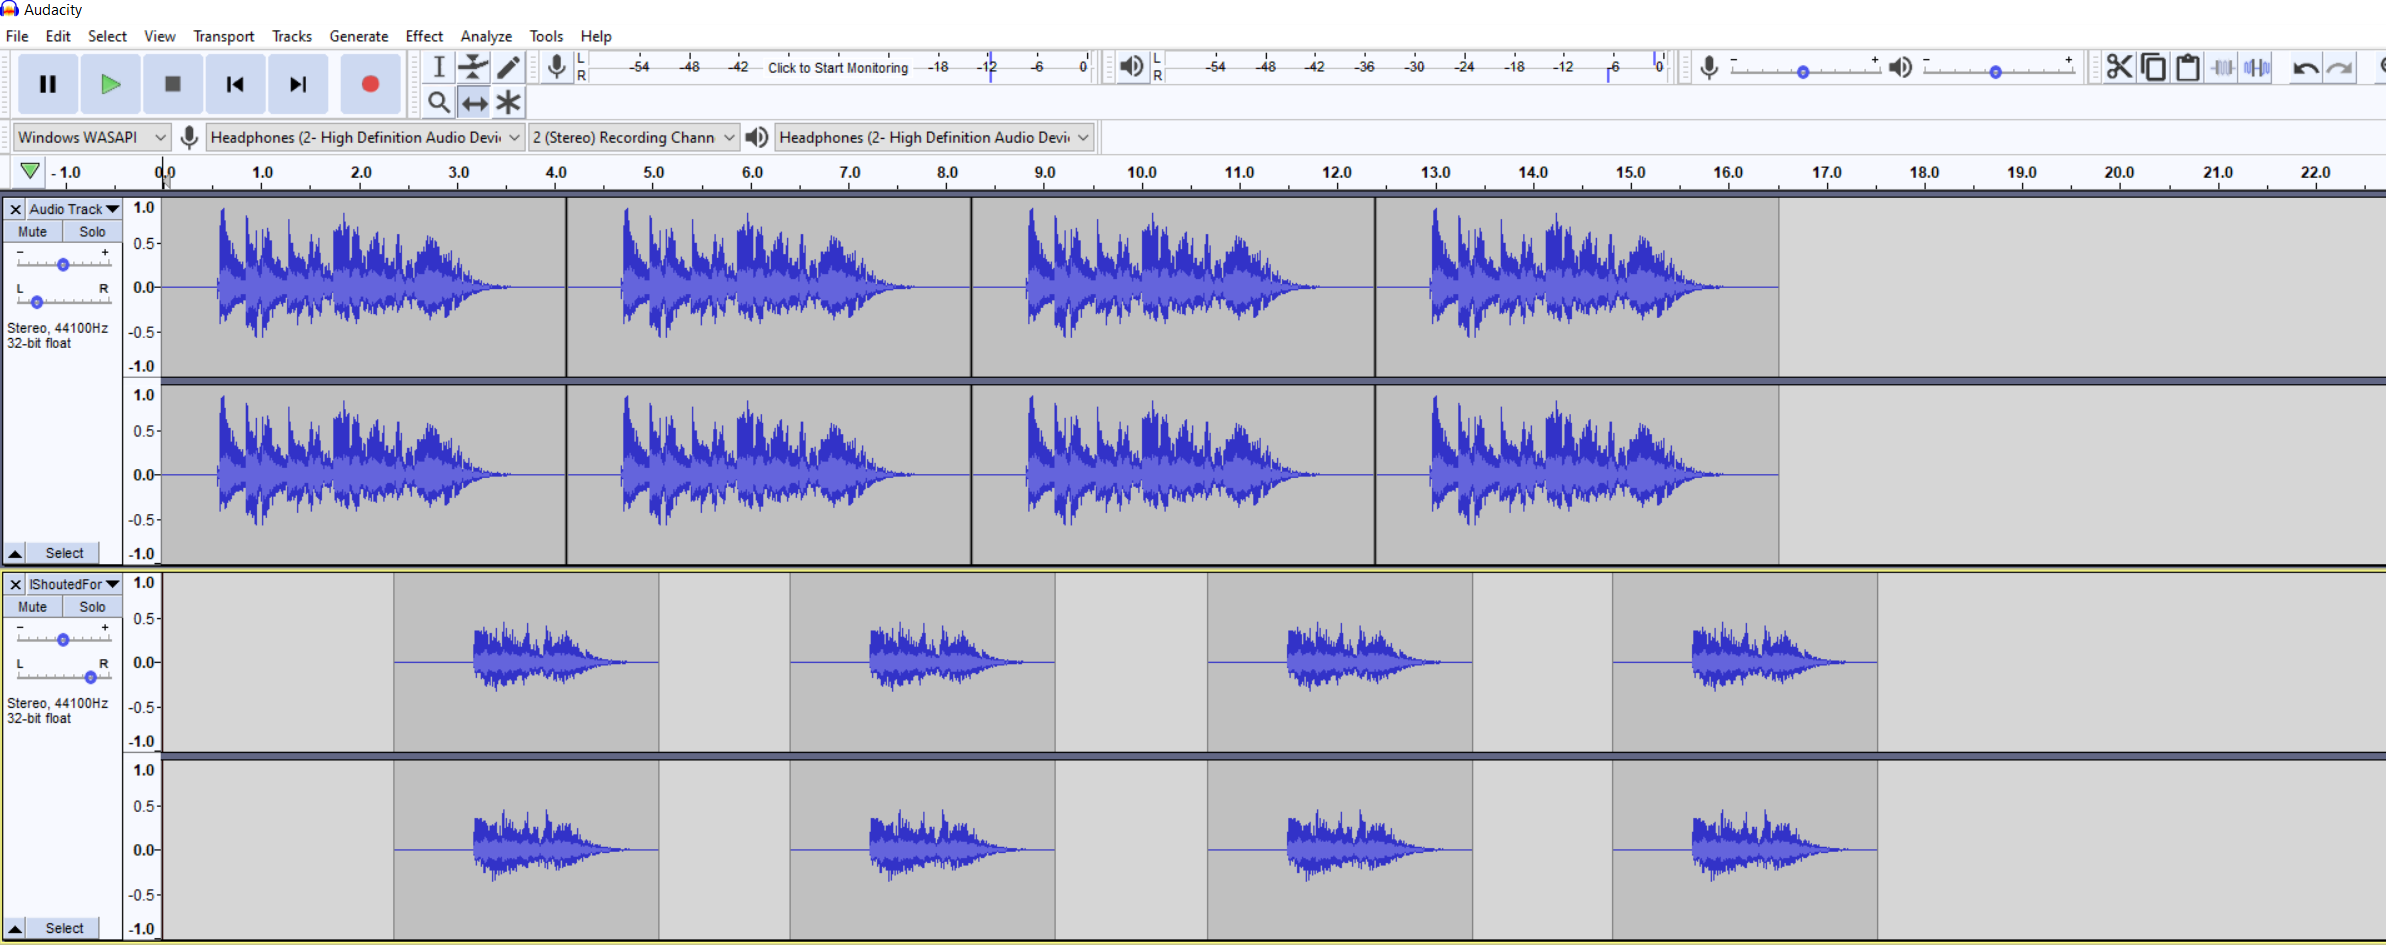 Audacity
File Edit Select View Transport Tracks Generate Effect Analyze Tools Help
L -54 -48 -42 Click to Start Monitoring -18 -12 -6 0
R
L -54 -48 -42 -36 -30 -24 -18 -12 -6 0
R
- + - +
Windows WASAPI Headphones (2- High Definition Audio Devi 2 (Stereo) Recording Chann Headphones (2- High Definition Audio Devi
- 1.0 0.0 1.0 2.0 3.0 4.0 5.0 6.0 7.0 8.0 9.0 10.0 11.0 12.0 13.0 14.0 15.0 16.0 17.0 18.0 19.0 20.0 21.0 22.0
Audio Track
Mute Solo
- +
L R
Stereo, 44100Hz
32-bit float
Select
1.0
0.5
0.0
-0.5
-1.0
1.0
0.5
0.0
-0.5
-1.0
IShoutedFor
Mute Solo
- +
L R
Stereo, 44100Hz
32-bit float
Select
1.0
0.5
0.0
-0.5
-1.0
1.0
0.5
0.0
-0.5
-1.0